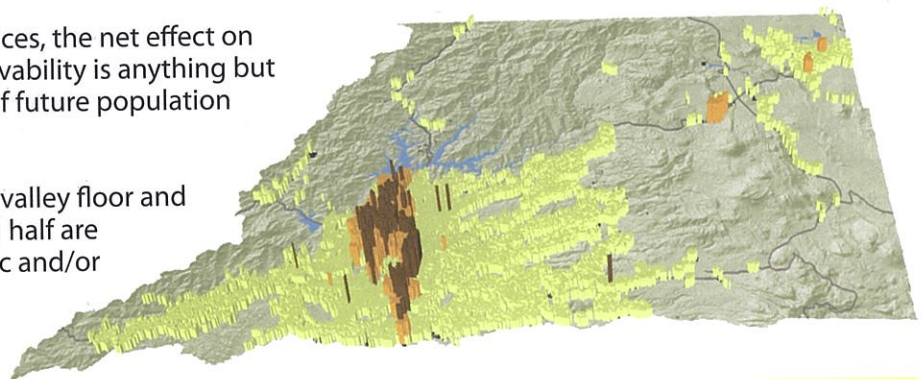 ces, the net effect on
vability is anything but
f future population
valley floor and
half are
c and/or